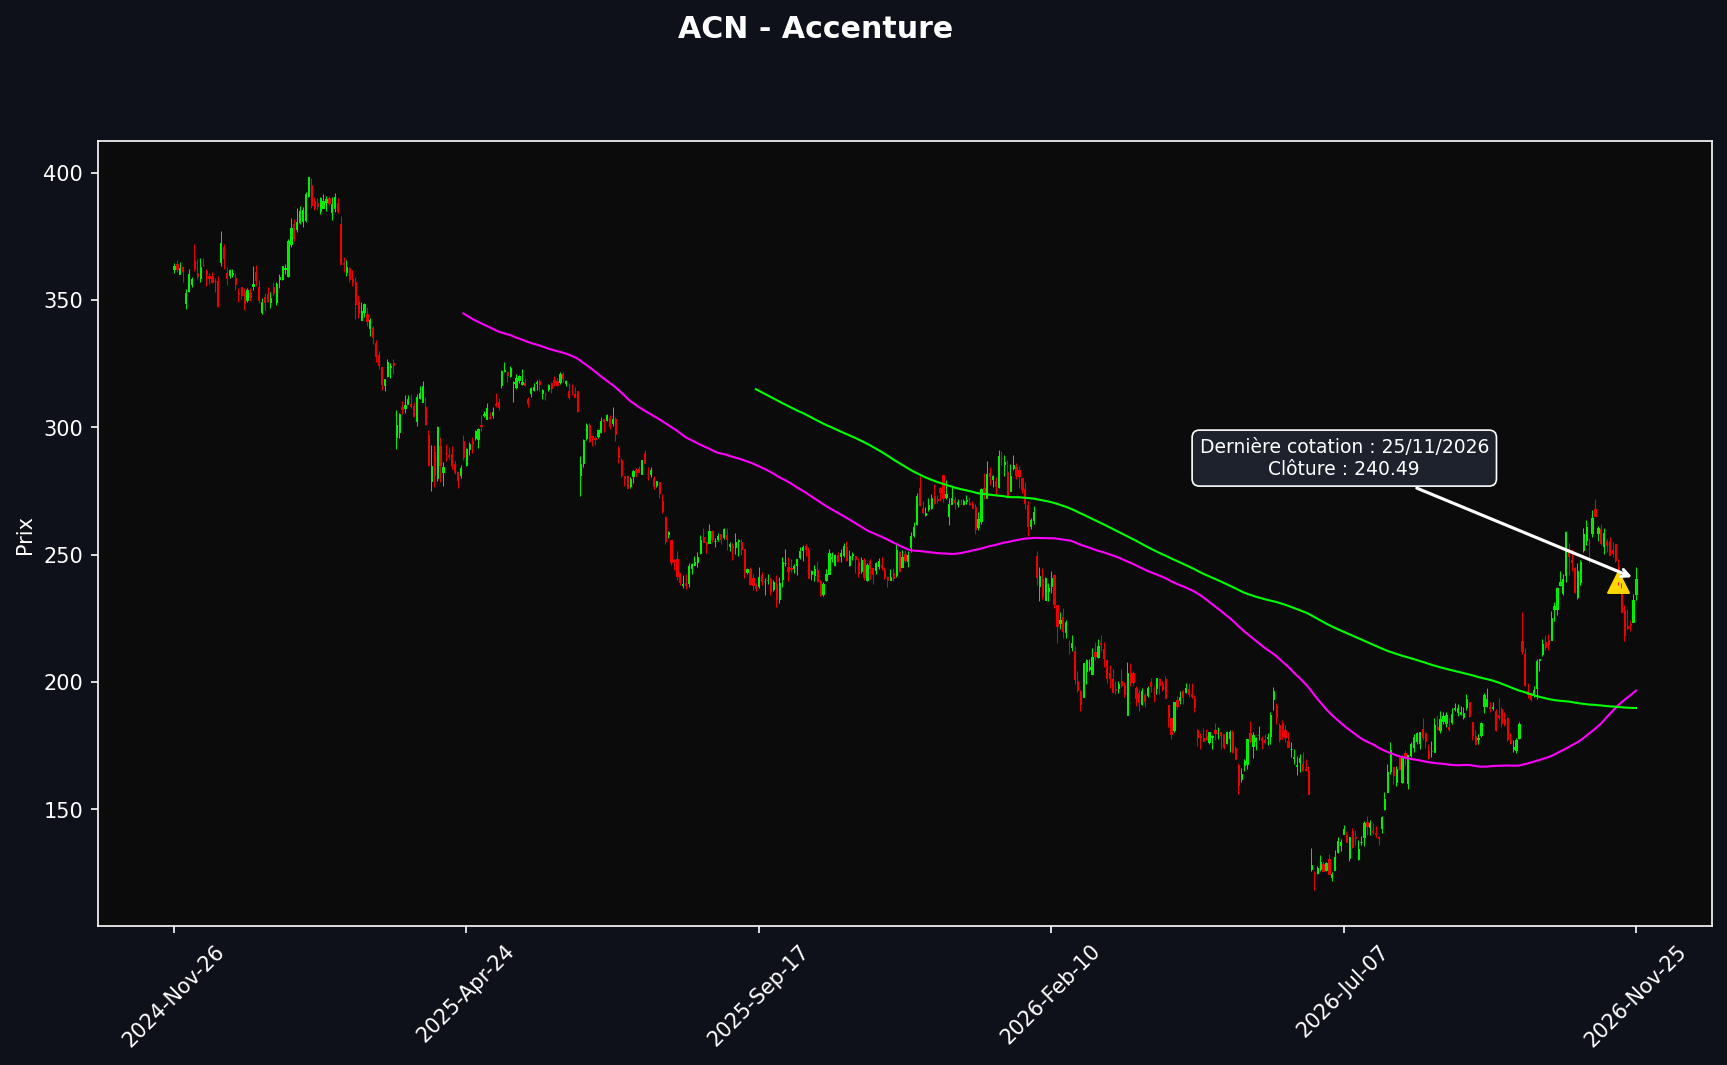 ACN - Accenture
Prix
400
350
300
250
200
150
Dernière cotation : 25/11/2026
Clôture : 240.49
2024-Nov-26
2025-Apr-24
2025-Sep-17
2026-Feb-10
2026-Jul-07
2026-Nov-25